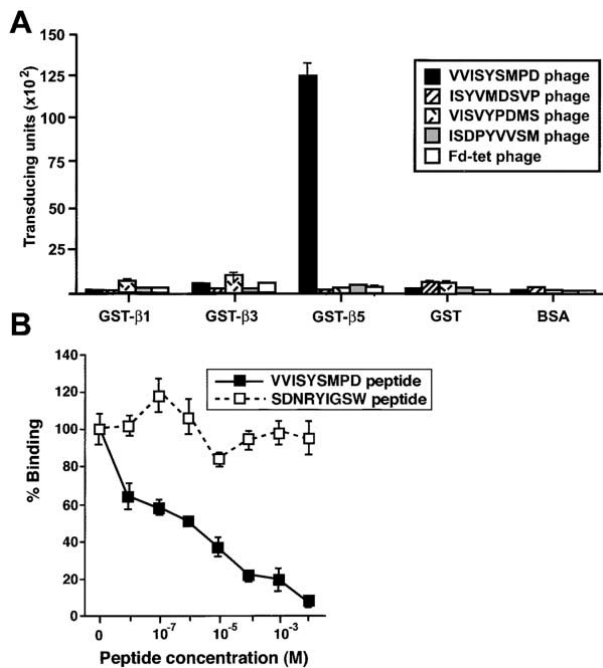 A
Transducing units (x10²)
150
125
100
75
50
25
VVISYSMPD phage
ISYVMDSVP phage
VISVYPDMS phage
ISDPYVVSM phage
Fd-tet phage
GST-β1 GST-β3 GST-β5 GST BSA
B
% Binding
140
120
100
80
60
40
20
0
VVISYSMPD peptide
SDNRYIGSW peptide
0 10⁻⁷ 10⁻⁵ 10⁻³
Peptide concentration (M)